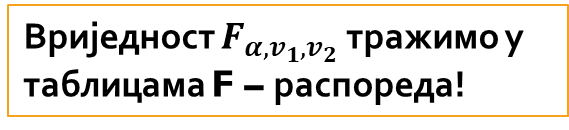 Вриједност F_{α,v_1,v_2} тражимо у
таблицама F – распореда!